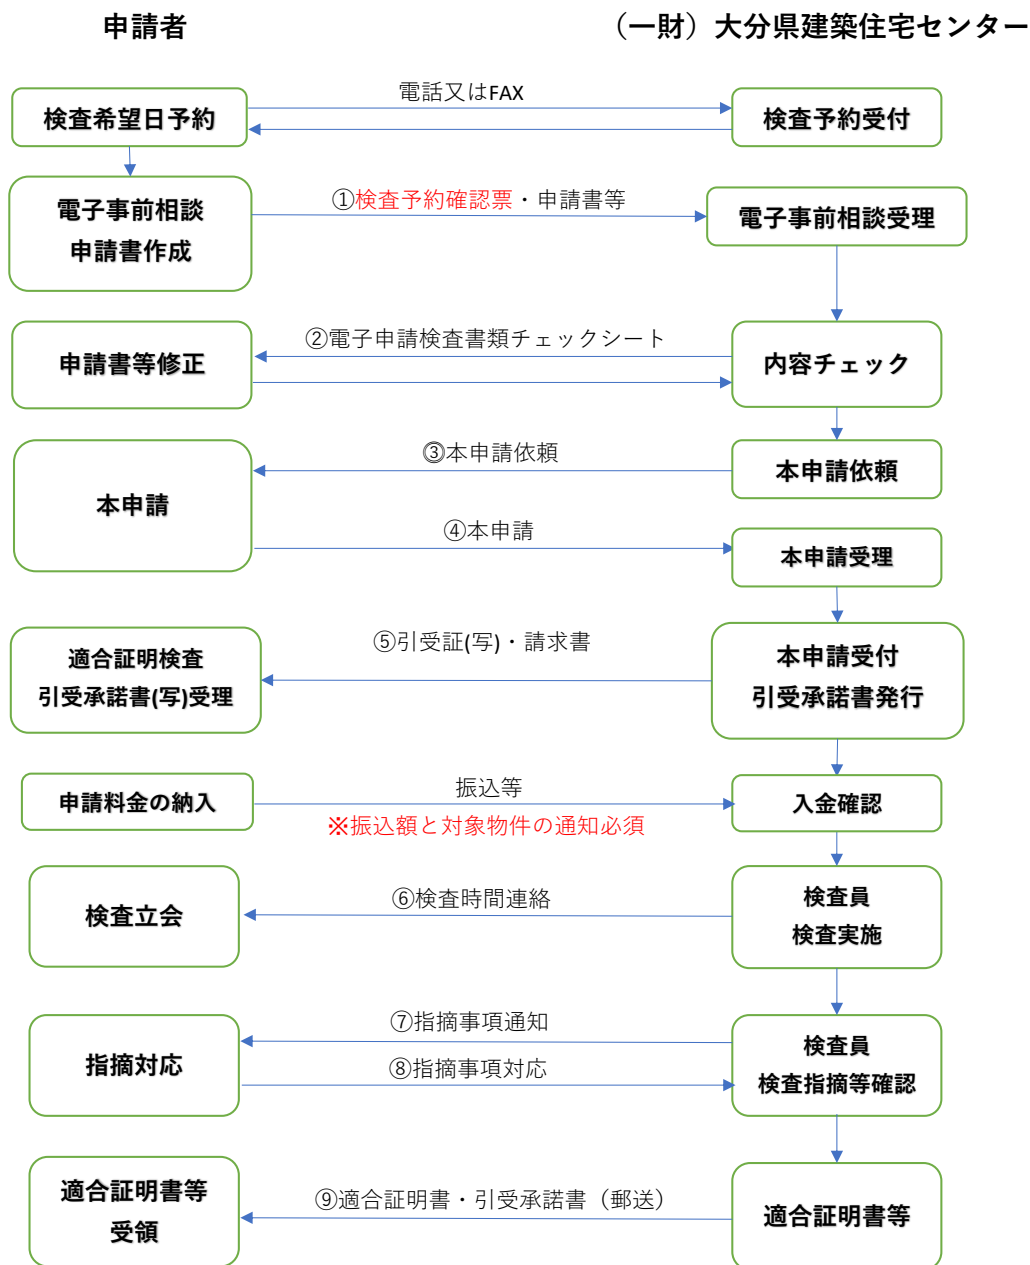 申請者
（一財）大分県建築住宅センター
電話又はFAX
検査希望日予約
検査予約受付
電子事前相談
申請書作成
①検査予約確認票・申請書等
電子事前相談受理
②電子申請検査書類チェックシート
申請書等修正
内容チェック
③本申請依頼
本申請依頼
本申請
④本申請
本申請受理
⑤引受証(写)・請求書
適合証明検査
引受承諾書(写)受理
本申請受付
引受承諾書発行
申請料金の納入
振込等
※振込額と対象物件の通知必須
入金確認
検査立会
⑥検査時間連絡
検査員
検査実施
指摘対応
⑦指摘事項通知
⑧指摘事項対応
検査員
検査指摘等確認
適合証明書等
受領
⑨適合証明書・引受承諾書（郵送）
適合証明書等